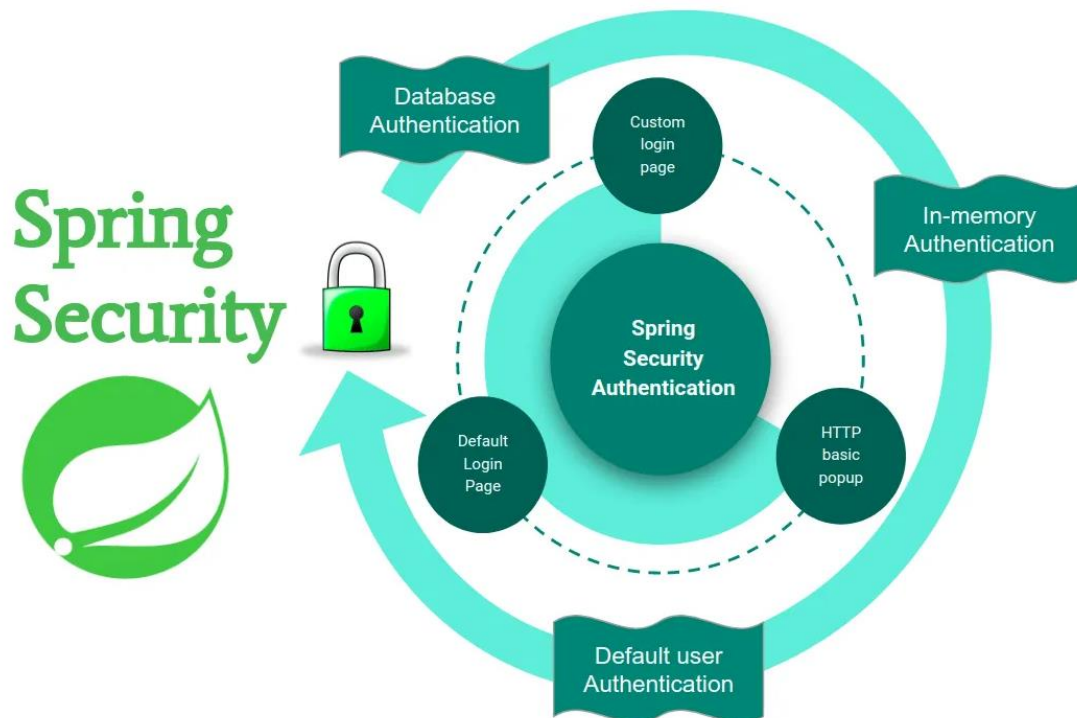 Spring
Security
Database
Authentication
Custom
login
page
In-memory
Authentication
Spring
Security
Authentication
Default
Login
Page
HTTP
basic
popup
Default user
Authentication